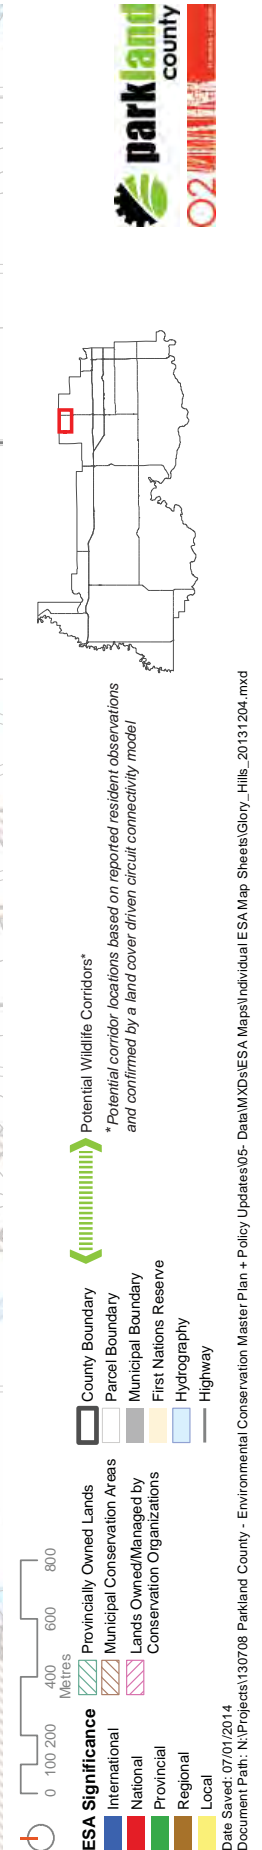 0 100 200 400 600 800
Metres
ESA Significance
International
National
Provincial
Regional
Local
Provincially Owned Lands
Municipal Conservation Areas
Lands Owned/Managed by
Conservation Organizations
County Boundary
Parcel Boundary
Municipal Boundary
First Nations Reserve
Hydrography
Highway
Potential Wildlife Corridors*
* Potential corridor locations based on reported resident observations
and confirmed by a land cover driven circuit connectivity model
Date Saved: 07/01/2014
Document Path: N:\Projects\130708 Parkland County - Environmental Conservation Master Plan + Policy Updates\05- Data\MXDs\ESA Maps\Individual ESA Map Sheets\Glory_Hills_20131204.mxd
parkland
county
O2